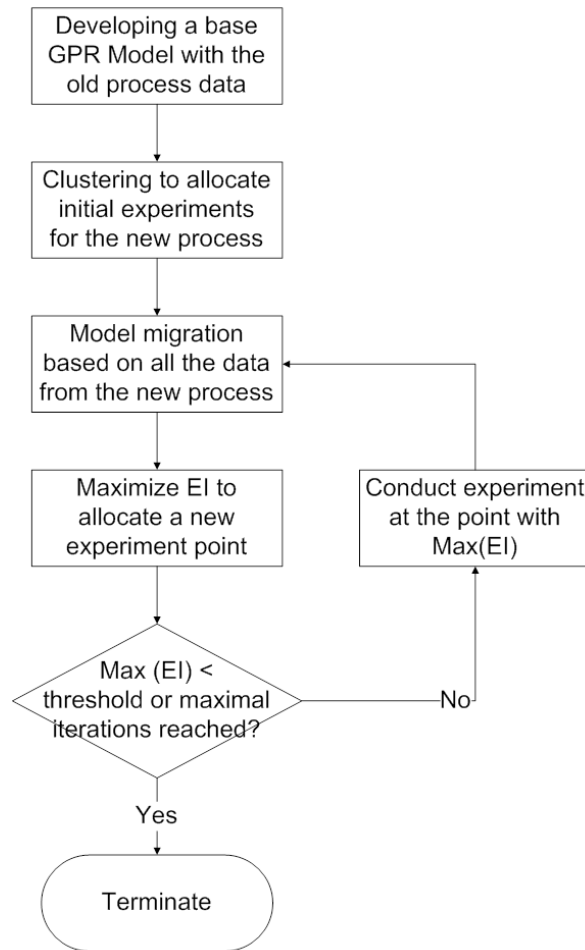 Developing a base
GPR Model with the
old process data
Clustering to allocate
initial experiments
for the new process
Model migration
based on all the data
from the new process
Maximize EI to
allocate a new
experiment point
Conduct experiment
at the point with
Max(EI)
Max (EI) <
threshold or maximal
iterations reached?
No
Yes
Terminate